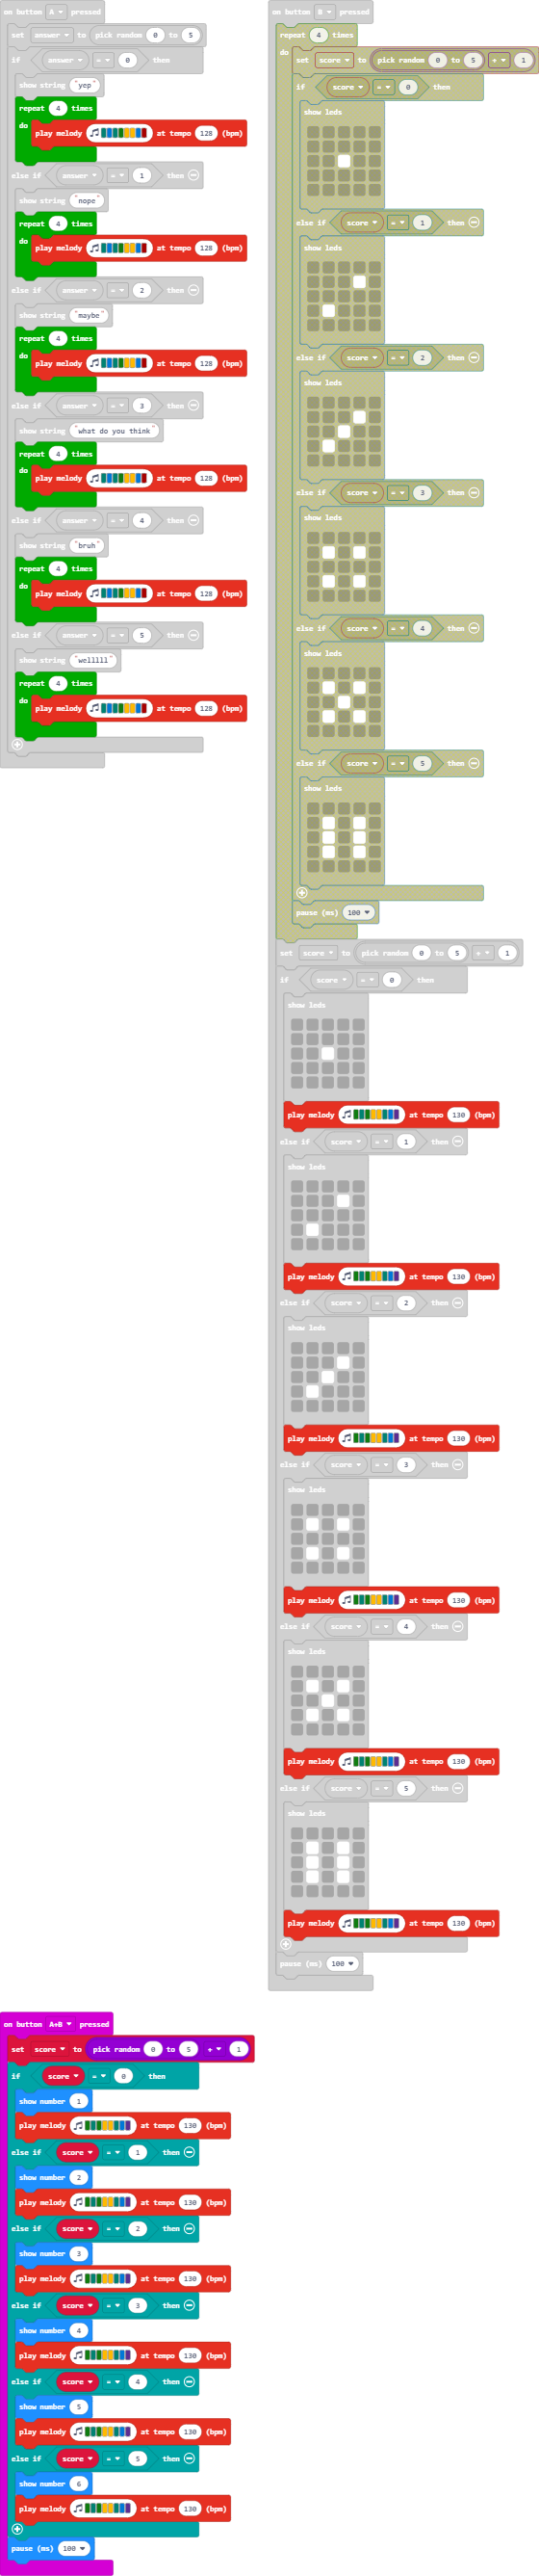 on button A ▾ pressed
set answer ▾ to pick random 0 to 5
if answer ▾ = ▾ 0 then
show string "yep"
repeat 4 times
do play melody at tempo 128 (bpm)
else if answer ▾ = ▾ 1 then
show string "nope"
repeat 4 times
do play melody at tempo 128 (bpm)
else if answer ▾ = ▾ 2 then
show string "maybe"
repeat 4 times
do play melody at tempo 128 (bpm)
else if answer ▾ = ▾ 3 then
show string "what do you think"
repeat 4 times
do play melody at tempo 128 (bpm)
else if answer ▾ = ▾ 4 then
show string "bruh"
repeat 4 times
do play melody at tempo 128 (bpm)
else if answer ▾ = ▾ 5 then
show string "welllll"
repeat 4 times
do play melody at tempo 128 (bpm)
on button B ▾ pressed
repeat 4 times
do
set score ▾ to pick random 0 to 5 + ▾ 1
if score ▾ = ▾ 0 then
show leds
else if score ▾ = ▾ 1 then
show leds
else if score ▾ = ▾ 2 then
show leds
else if score ▾ = ▾ 3 then
show leds
else if score ▾ = ▾ 4 then
show leds
else if score ▾ = ▾ 5 then
show leds
pause (ms) 100 ▾
set score ▾ to pick random 0 to 5 + ▾ 1
if score ▾ = ▾ 0 then
show leds
play melody at tempo 130 (bpm)
else if score ▾ = ▾ 1 then
show leds
play melody at tempo 130 (bpm)
else if score ▾ = ▾ 2 then
show leds
play melody at tempo 130 (bpm)
else if score ▾ = ▾ 3 then
show leds
play melody at tempo 130 (bpm)
else if score ▾ = ▾ 4 then
show leds
play melody at tempo 130 (bpm)
else if score ▾ = ▾ 5 then
show leds
play melody at tempo 130 (bpm)
pause (ms) 100 ▾
on button A+B ▾ pressed
set score ▾ to pick random 0 to 5 + ▾ 1
if score ▾ = ▾ 0 then
show number 1
play melody at tempo 130 (bpm)
else if score ▾ = ▾ 1 then
show number 2
play melody at tempo 130 (bpm)
else if score ▾ = ▾ 2 then
show number 3
play melody at tempo 130 (bpm)
else if score ▾ = ▾ 3 then
show number 4
play melody at tempo 130 (bpm)
else if score ▾ = ▾ 4 then
show number 5
play melody at tempo 130 (bpm)
else if score ▾ = ▾ 5 then
show number 6
play melody at tempo 130 (bpm)
pause (ms) 100 ▾